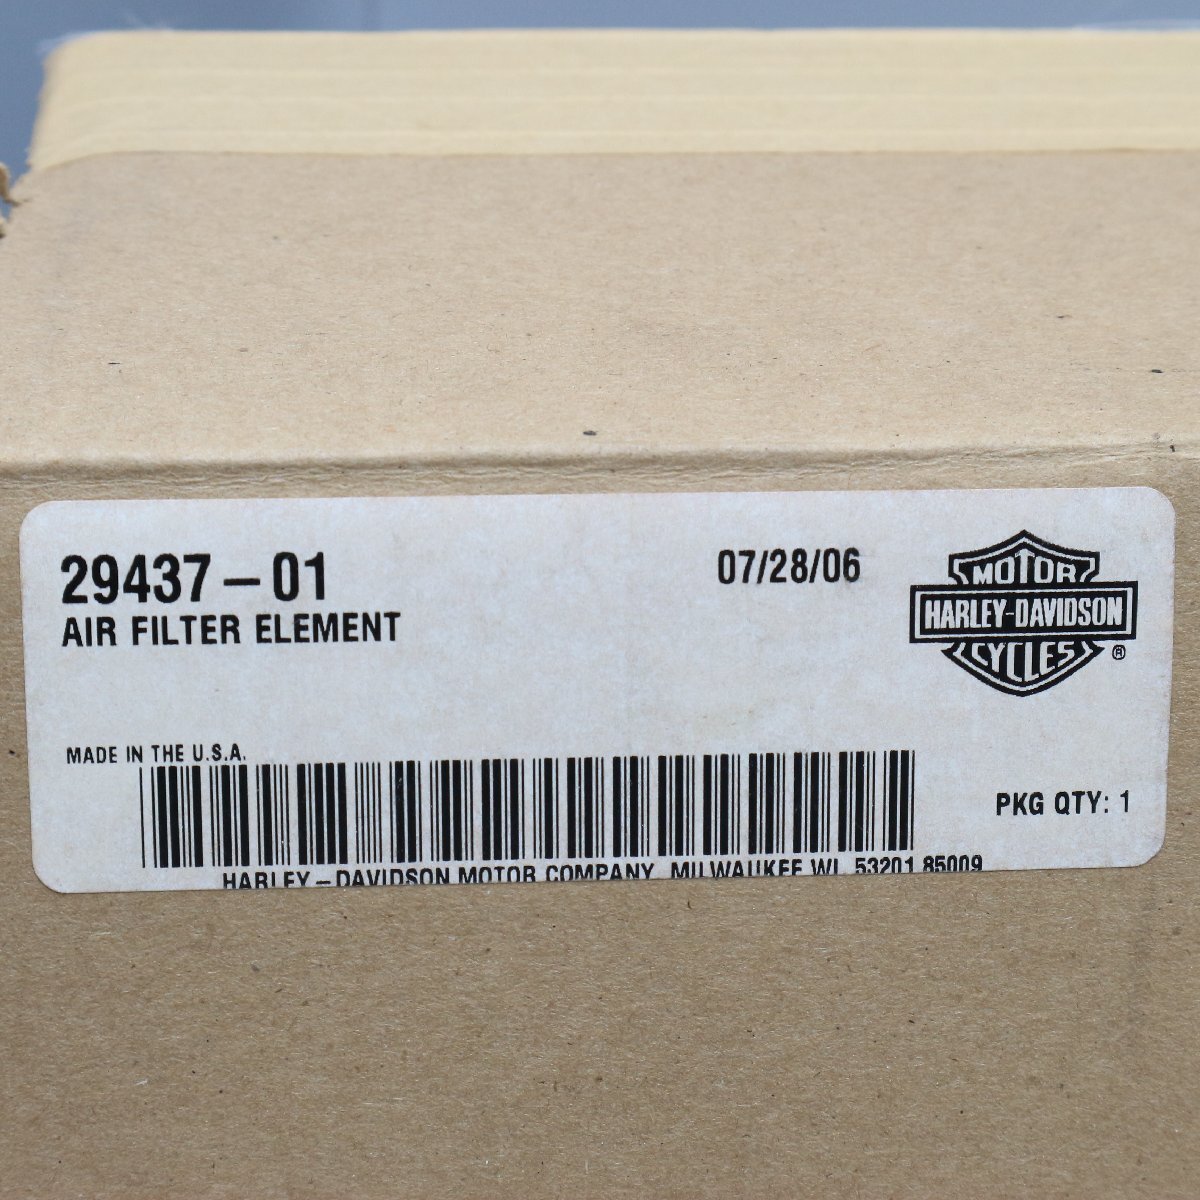 29437-01
AIR FILTER ELEMENT
07/28/06
MOTOR
HARLEY-DAVIDSON
CYCLES
®
MADE IN THE U.S.A.
PKG QTY: 1
HARLEY-DAVIDSON MOTOR COMPANY, MILWAUKEE WI. 53201 85009